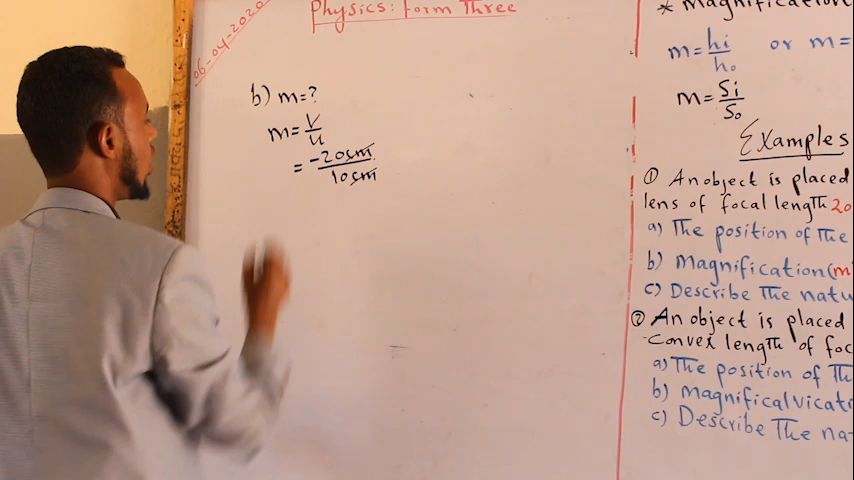 Physics: Form Three
06-04-2020
b) m=?
m= V/u
= -20cm/10cm
* Magnification
m= hi/ho or m=
m= Si/So
Examples
① An object is placed
lens of focal length 20
a) The position of the
b) Magnification (m
c) Describe the natu
② An object is placed
Convex length of foc
a) The position of Th
b) Magnificalvicati
c) Describe The na